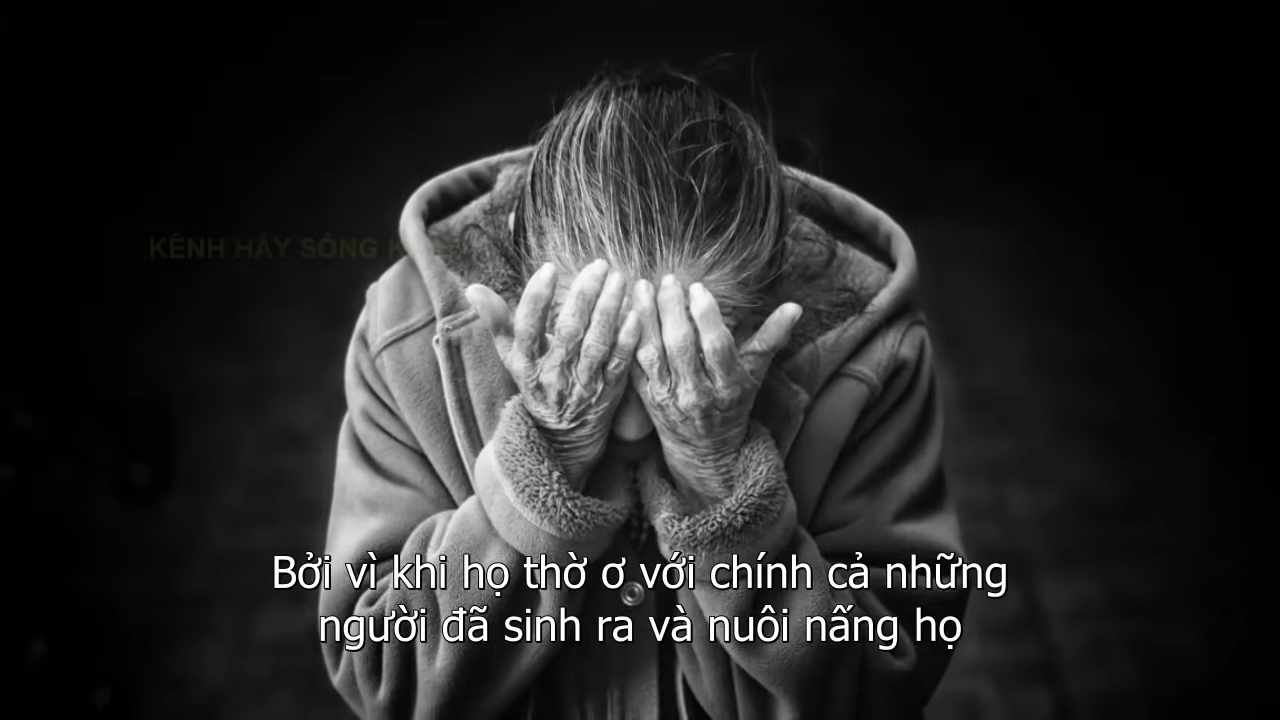 KÊNH HÃY SỐNG
Bởi vì khi họ thờ ơ với chính cả những
người đã sinh ra và nuôi nấng họ